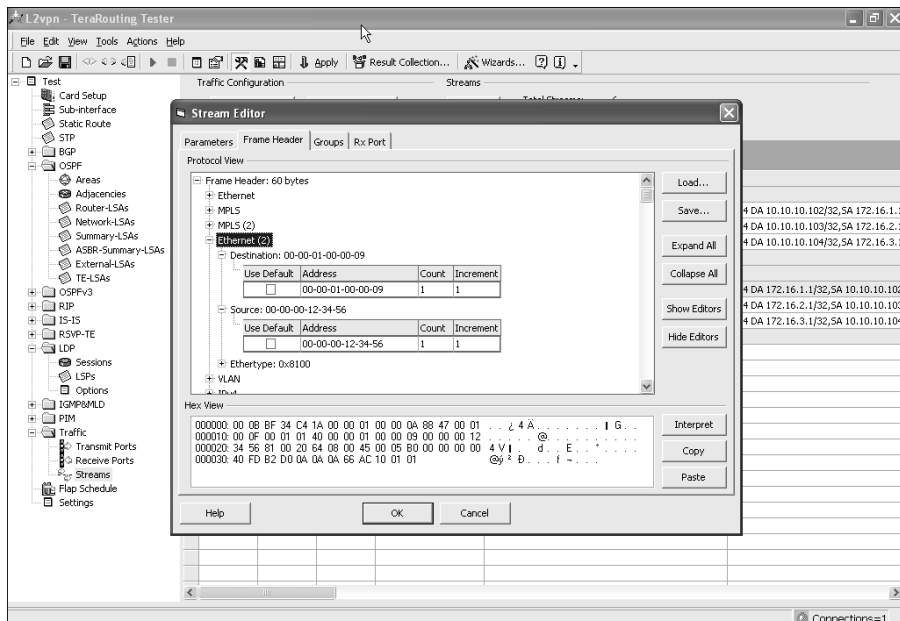 L2vpn - TeraRouting Tester
File Edit View Tools Actions Help
Apply Result Collection... Wizards...
Test
Card Setup
Sub-interface
Static Route
STP
BGP
OSPF
Areas
Adjacencies
Router-LSAs
Network-LSAs
Summary-LSAs
ASBR-Summary-LSAs
External-LSAs
TE-LSAs
OSPFv3
RIP
IS-IS
RSVP-TE
LDP
Sessions
LSPs
Options
IGMP&MLD
PIM
Traffic
Transmit Ports
Receive Ports
Streams
Flap Schedule
Settings
Traffic Configuration Streams
Stream Editor
Parameters Frame Header Groups Rx Port
Protocol View
Frame Header: 60 bytes
Ethernet
MPLS
MPLS (2)
Ethernet (2)
Destination: 00-00-01-00-00-09
Use Default Address Count Increment
00-00-01-00-00-09 1 1
Source: 00-00-00-12-34-56
Use Default Address Count Increment
00-00-00-12-34-56 1 1
Ethertype: 0x8100
VLAN
Load...
Save...
Expand All
Collapse All
Show Editors
Hide Editors
Hex View
000000: 00 0B BF 34 C4 1A 00 00 01 00 00 0A 88 47 00 01 . . ¿ 4 Ä . . . . . . . I G . .
000010: 00 0F 00 01 01 40 00 00 01 00 00 09 00 00 00 12 . . . . . @ . . . . . . . . . .
000020: 34 56 81 00 20 64 08 00 45 00 05 B0 00 00 00 00 4 V I . d . . E . . ° . . . .
000030: 40 FD B2 D0 0A 0A 0A 66 AC 10 01 01 @ ý ² Ð . . . f ¬ . . .
Interpret
Copy
Paste
Help OK Cancel
4 DA 10.10.10.102/32,SA 172.16.1.1
4 DA 10.10.10.103/32,SA 172.16.2.1
4 DA 10.10.10.104/32,SA 172.16.3.1
4 DA 172.16.1.1/32,SA 10.10.10.102
4 DA 172.16.2.1/32,SA 10.10.10.103
4 DA 172.16.3.1/32,SA 10.10.10.104
Connections=1